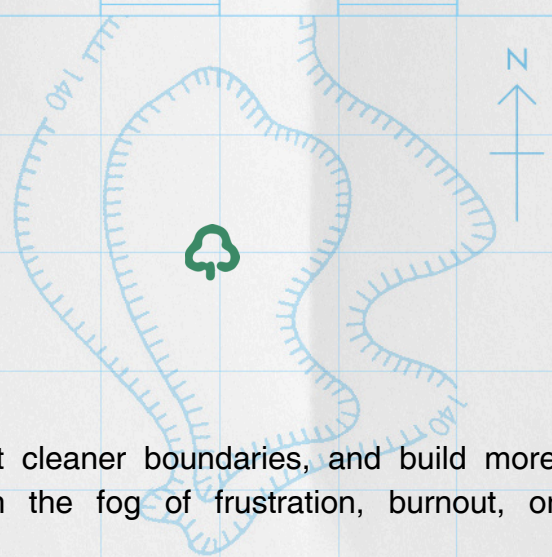 N
140
140
t cleaner boundaries, and build more
the fog of frustration, burnout, or